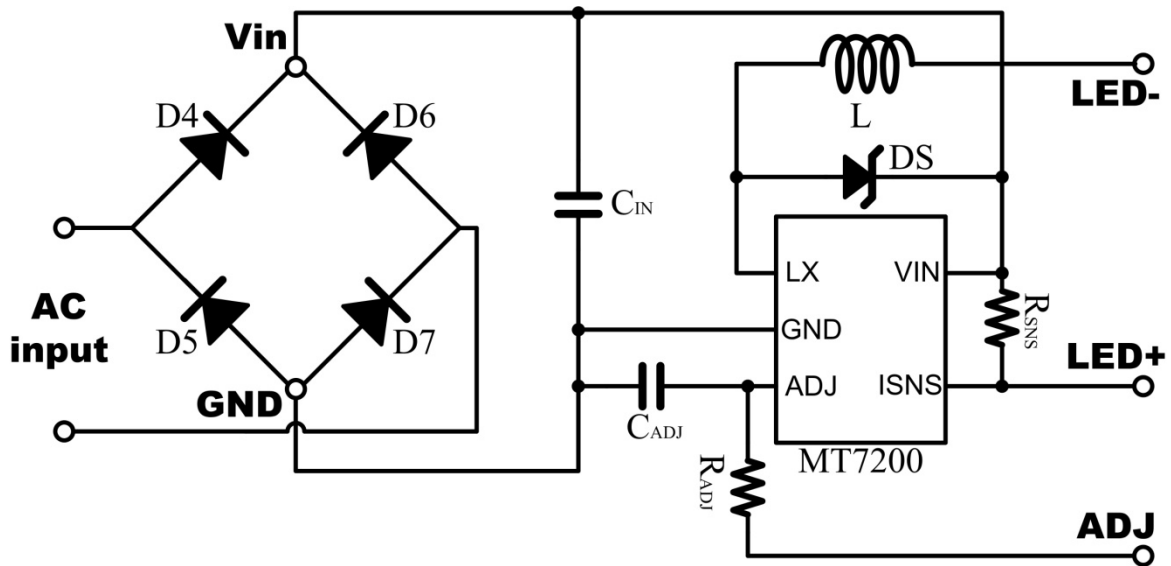 Vin
LED-
D4
D6
L
DS
CIN
LX
VIN
AC
input
RSNS
GND
LED+
D5
D7
GND
ADJ
ISNS
CADJ
MT7200
RADJ
ADJ